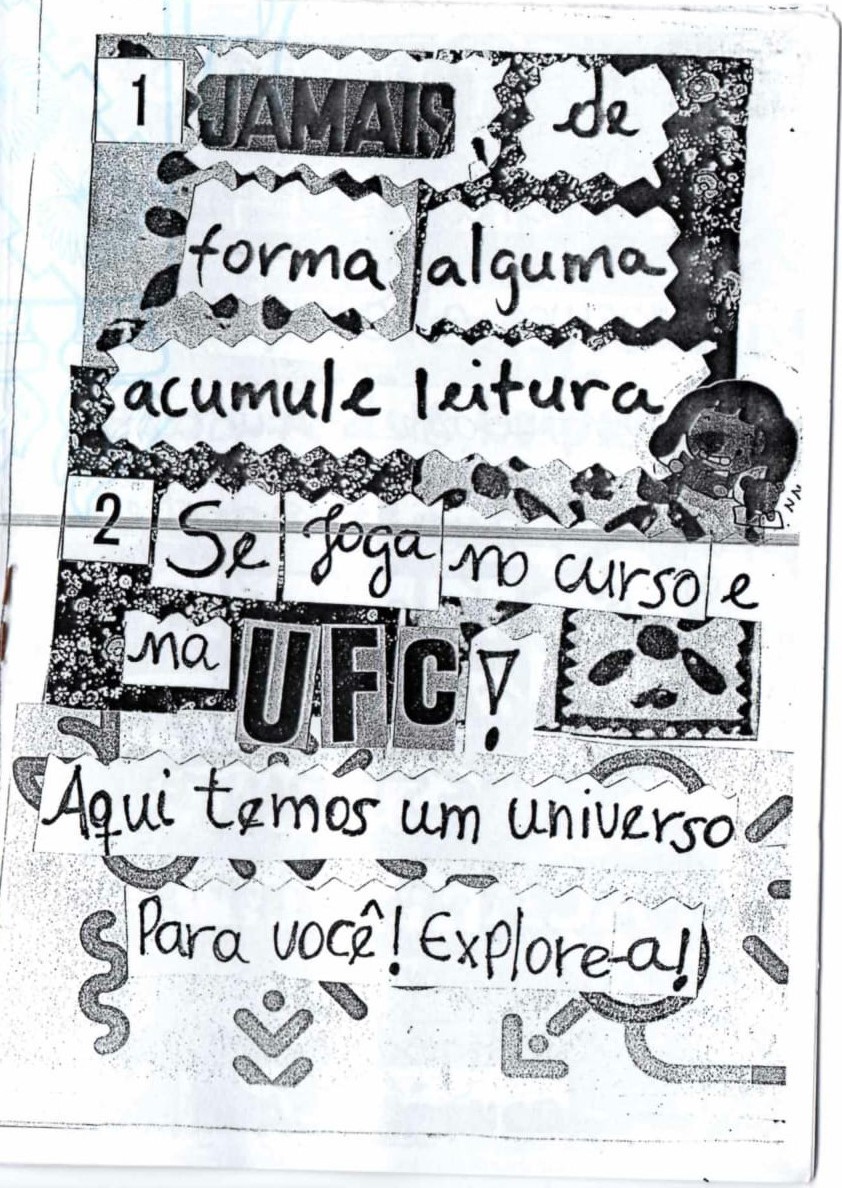 1 JAMAIS, de
forma alguma
acumule leitura
2 Se joga no curso e
na UFC!
Aqui temos um universo
Para você! Explore-a!